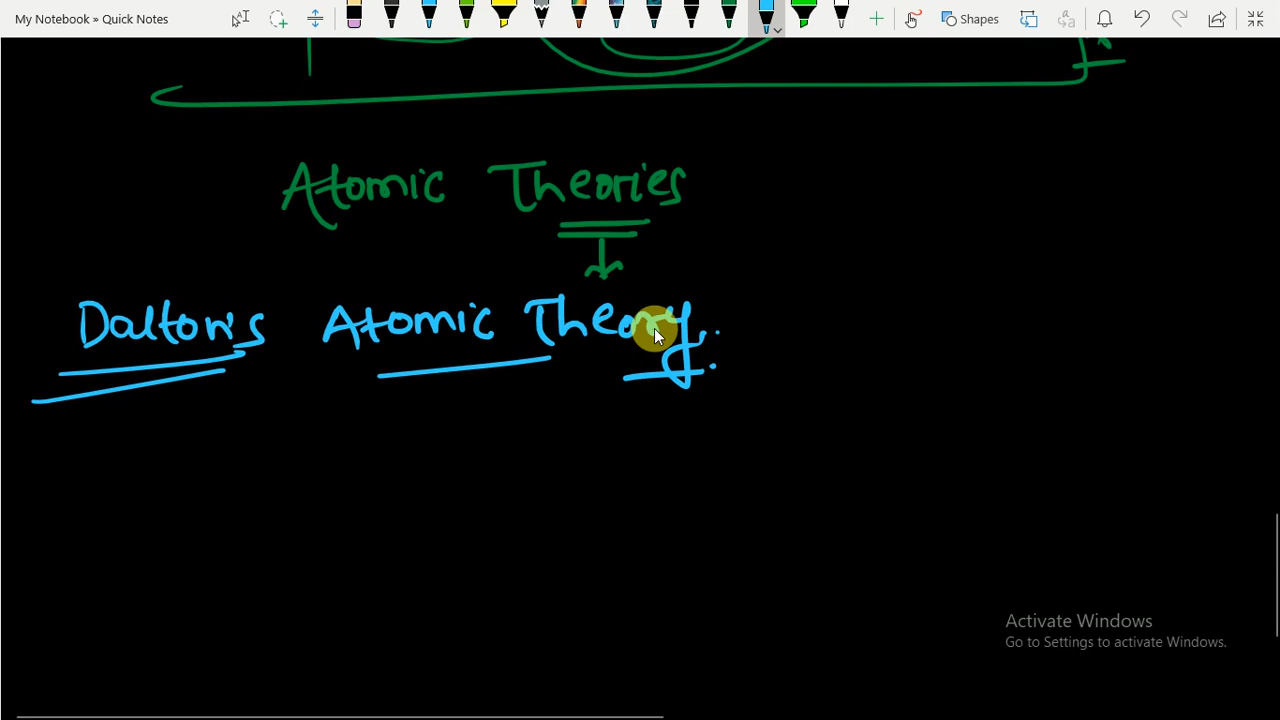 My Notebook » Quick Notes
Shapes
Atomic Theories
Dalton's Atomic Theory.
Activate Windows
Go to Settings to activate Windows.